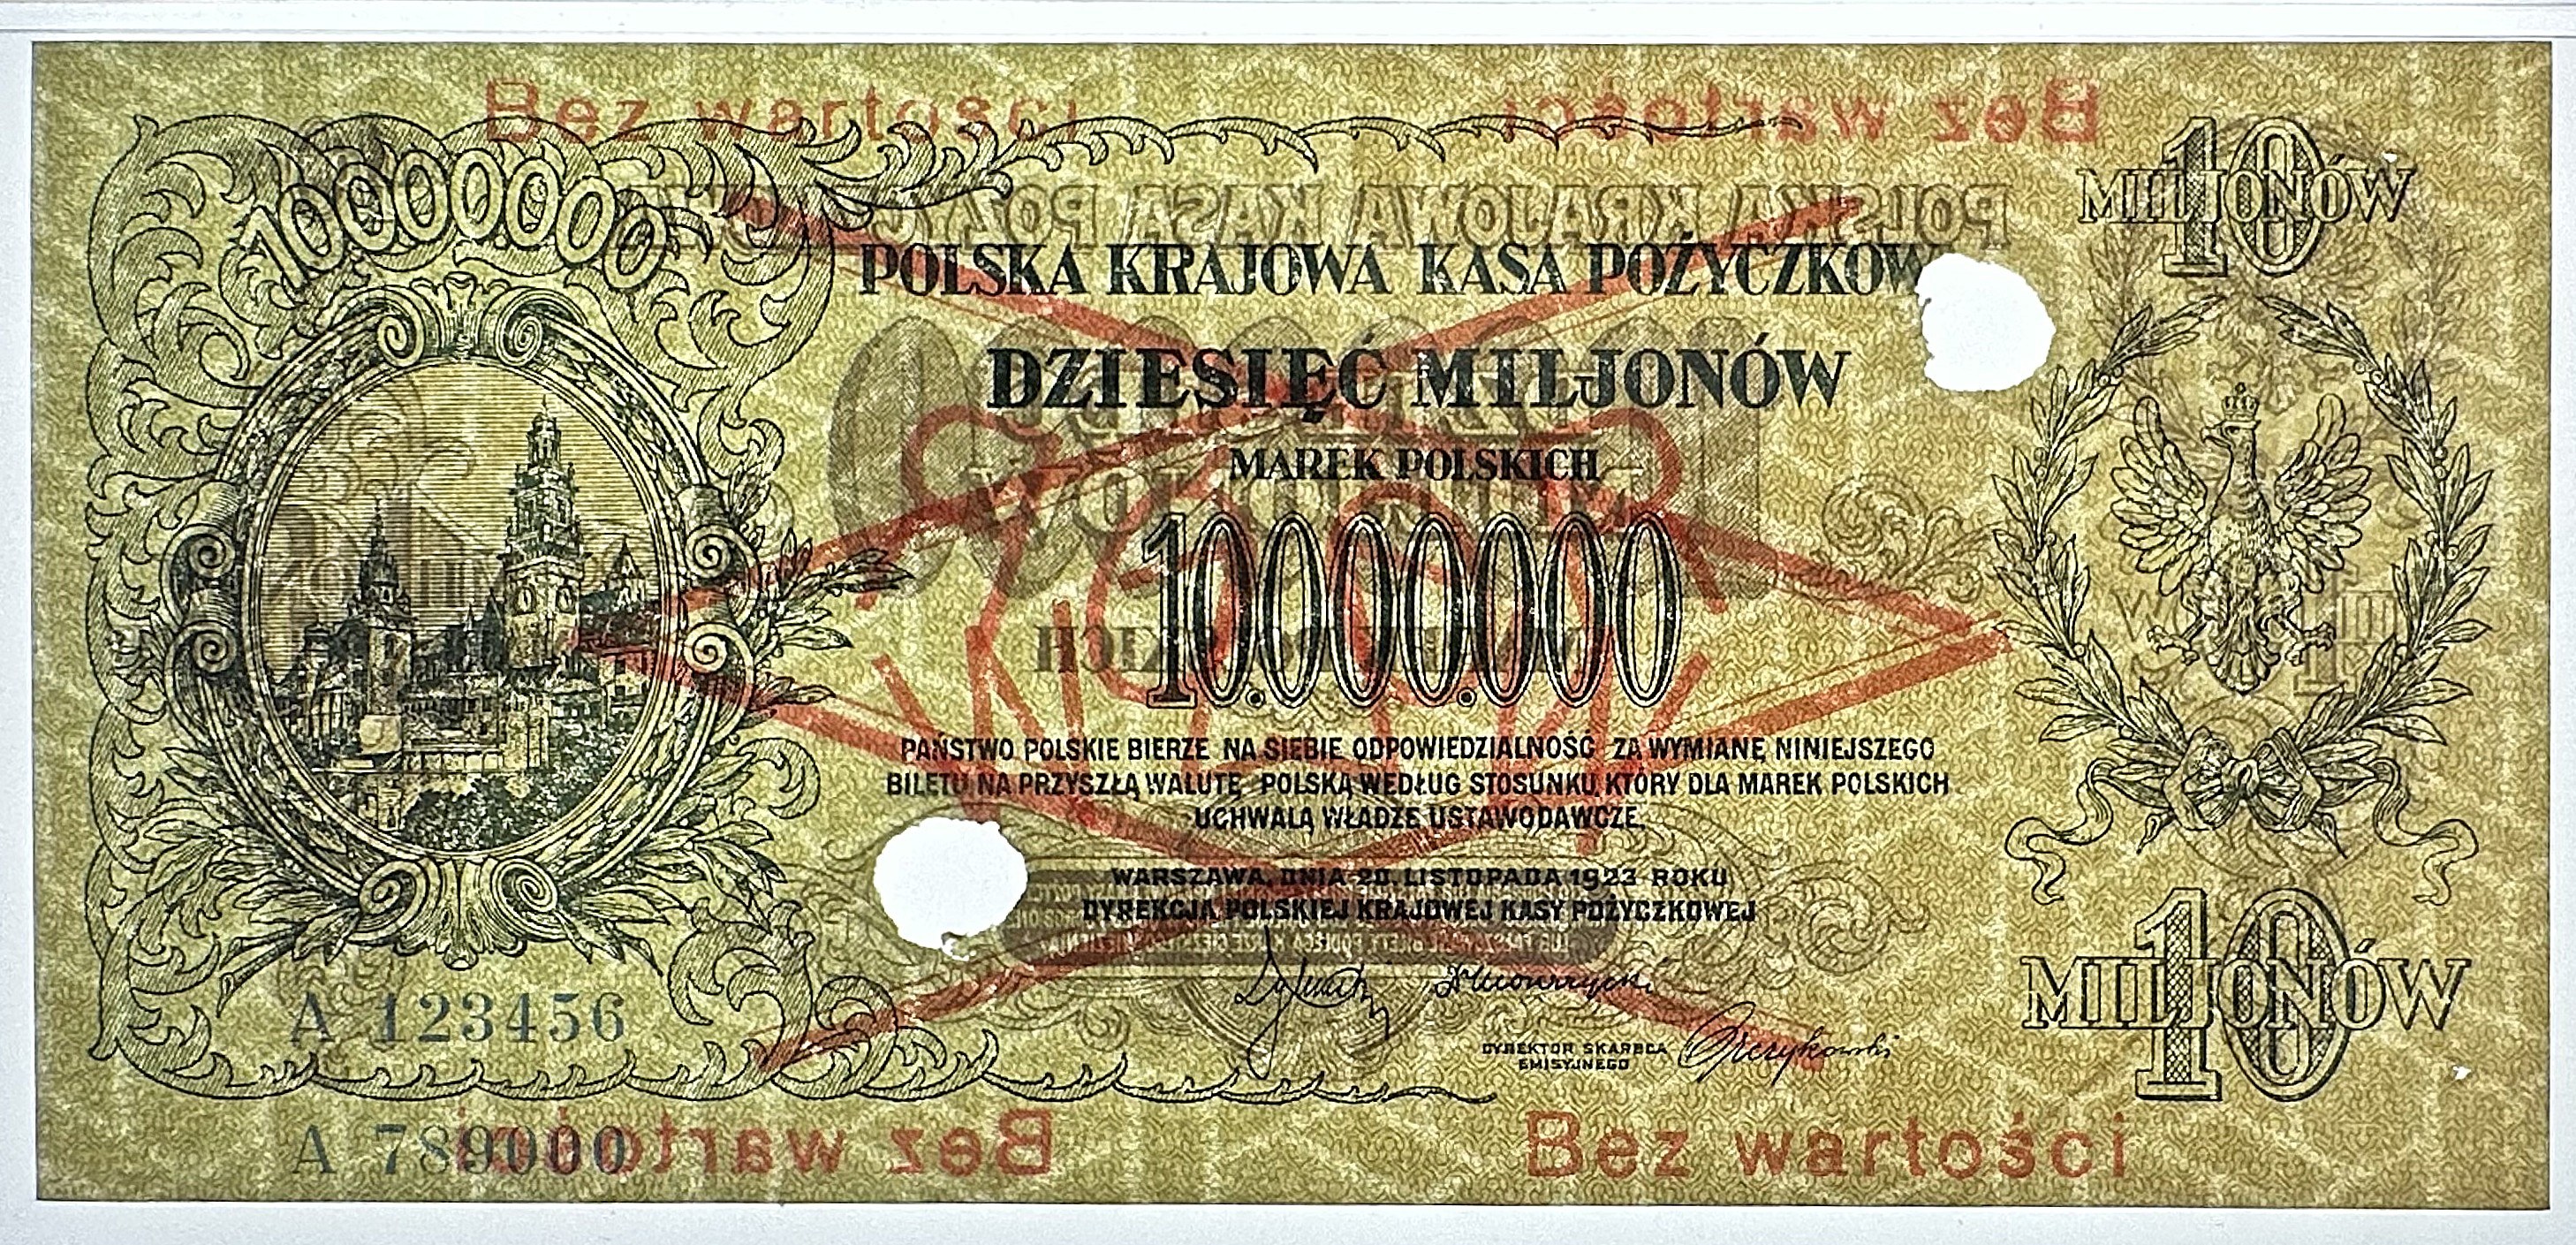 Bez wartości
10000000
10
MILJONÓW
POLSKA KRAJOWA KASA POŻYCZKOW
DZIESIĘĆ MILJONÓW
MAREK POLSKICH
10.000.000
PAŃSTWO POLSKIE BIERZE NA SIEBIE ODPOWIEDZIALNOŚĆ ZA WYMIANĘ NINIEJSZEGO
BILETU NA PRZYSZŁĄ WALUTĘ POLSKĄ WEDŁUG STOSUNKU, KTÓRY DLA MAREK POLSKICH
UCHWALĄ WŁADZE USTAWODAWCZE.
WARSZAWA, DNIA 20. LISTOPADA 1923 ROKU
DYREKCJA POLSKIEJ KRAJOWEJ KASY POŻYCZKOWEJ
A 123456
DYREKTOR SKARBCA
EMISYJNEGO
10
MILJONÓW
A 789000
Bez wartości